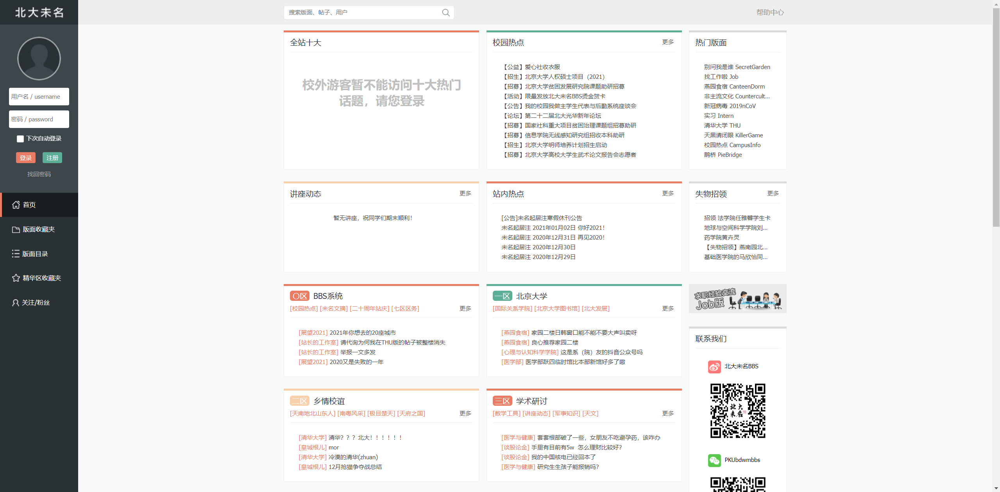 北大未名
搜索版面、帖子、用户
帮助中心
用户名 / username
密码 / password
下次自动登录
登录 注册
找回密码
首页
版面收藏夹
版面目录
精华区收藏夹
关注/粉丝
全站十大
校外游客暂不能访问十大热门
话题，请您登录
校园热点 更多
【公益】爱心社收衣服
【招生】北京大学人权硕士项目（2021）
【招募】北京大学贫困发展研究院课题助研招募
【活动】限量发放北大未名BBS烫金贺卡
【公告】我的校园我做主学生代表与后勤系统座谈会
【论坛】第二十二届北大光华新年论坛
【招募】国家社科重大项目贫困治理课题组招募助研
【招募】信息学院无线感知研究组招收本科助研
【招生】北京大学明师培养计划招生启动
【招募】北京大学高校大学生武术论文报告会志愿者
热门版面
别问我是谁 SecretGarden
找工作啦 Job
燕园食宿 CanteenDorm
非主流文化 Countercult...
新冠病毒 2019nCoV
实习 Intern
清华大学 THU
天黑请闭眼 KillerGame
校园热点 CampusInfo
鹊桥 PieBridge
讲座动态 更多
暂无讲座，祝同学们期末顺利！
站内热点 更多
[公告]未名起居注寒假休刊公告
未名起居注 2021年01月02日 你好2021！
未名起居注 2020年12月31日 再见2020！
未名起居注 2020年12月30日
未名起居注 2020年12月29日
失物招领 更多
招领 法学院任雅馨学生卡
地球与空间科学学院刘...
药学院黄卉灵
【失物招领】燕南园北...
基础医学院的马欣怡同...
〇区 BBS系统
[校园热点] [未名文摘] [二十周年站庆] [七区区务] 更多
[展望2021] 2021年你想去的20座城市
[站长的工作室] 请代询为何我在THU版的帖子被整楼消失
[站长的工作室] 举报一文多发
[展望2021] 2020又是失败的一年
一区 北京大学
[国际关系学院] [北京大学图书馆] [北大发展] 更多
[燕园食宿] 家园二楼日韩窗口能不能不要大声叫卖呀
[燕园食宿] 良心推荐家园二楼
[心理与认知科学学院] 这是系（院）友的抖音公众号吗
[医学部] 医学部跃四临时馆比本部新馆好多了嗷
求职经验交流
Job版
联系我们
北大未名BBS
北大
未名
PKUbdwmbbs
二区 乡情校谊
[天南地北山东人] [南粤风采] [极目楚天] [天府之国] 更多
[清华大学] 清华？？？北大！！！！！！
[皇城根儿] mor
[清华大学] 冷漠的清华(zhuan)
[皇城根儿] 12月抢猫争夺战总结
三区 学术研讨
[数学工具] [讲座动态] [军事知识] [天文] 更多
[医学与健康] 套套根部破了一些，女朋友不吃避孕药，该咋办
[谈股论金] 手里有目前有5w 怎么理财比较好？
[谈股论金] 我的中国核电已经回本了
[医学与健康] 研究生生孩子能报销吗？